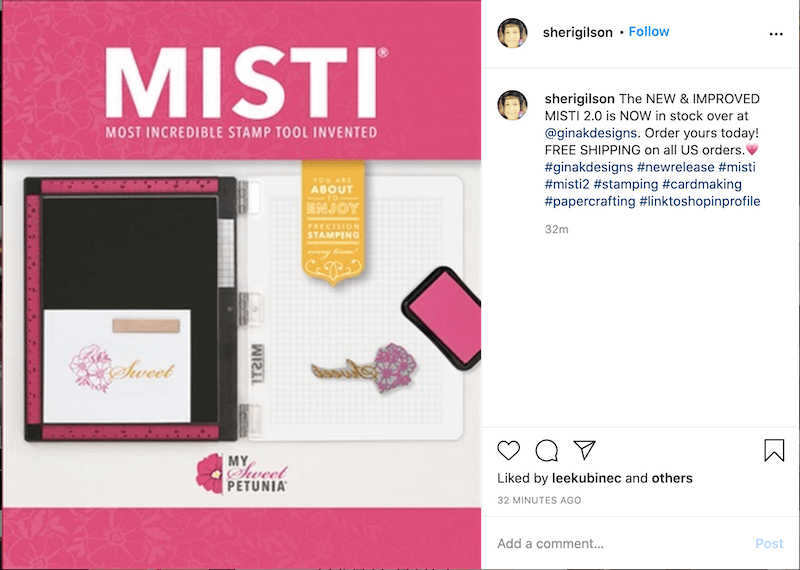 MISTI®
MOST INCREDIBLE STAMP TOOL INVENTED
YOU ARE
ABOUT
TO
ENJOY
PRECISION
STAMPING
every time!
MISTI
Sweet
Sweet
MY
Sweet
PETUNIA®
sherigilson • Follow
sherigilson The NEW & IMPROVED
MISTI 2.0 is NOW in stock over at
@ginakdesigns. Order yours today!
FREE SHIPPING on all US orders.💗
#ginakdesigns #newrelease #misti
#misti2 #stamping #cardmaking
#papercrafting #linktoshopinprofile
32m
Liked by leekubinec and others
32 MINUTES AGO
Add a comment... Post